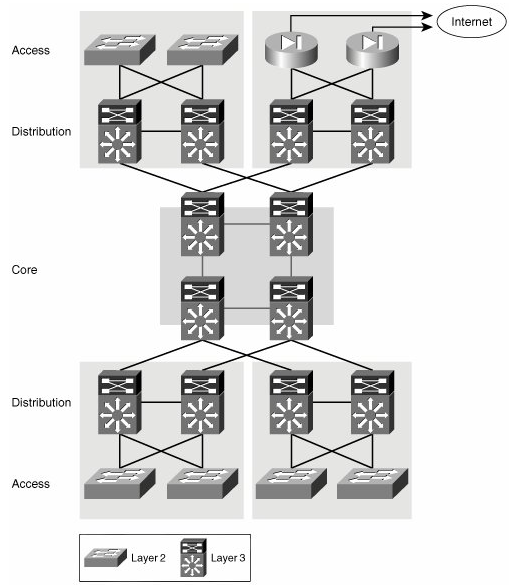 Internet
Access
Distribution
Core
Distribution
Access
Layer 2
Layer 3